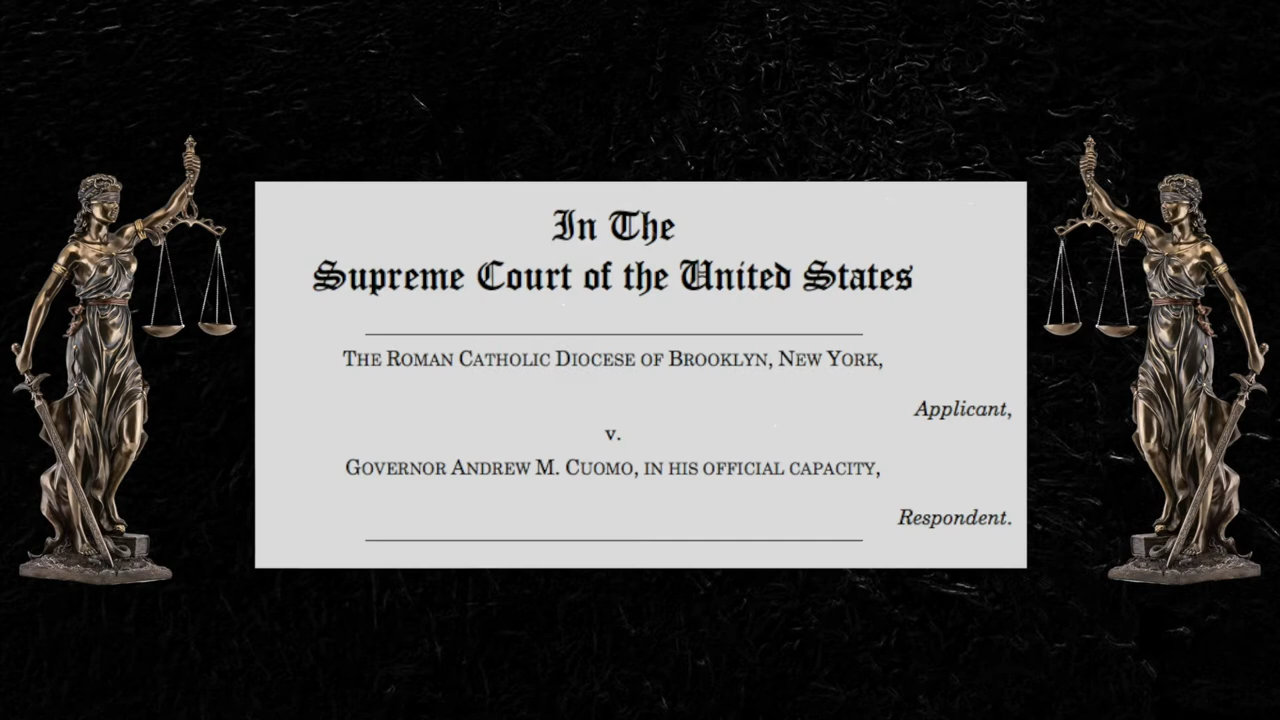 In The
Supreme Court of the United States
THE ROMAN CATHOLIC DIOCESE OF BROOKLYN, NEW YORK,
Applicant,
v.
GOVERNOR ANDREW M. CUOMO, IN HIS OFFICIAL CAPACITY,
Respondent.